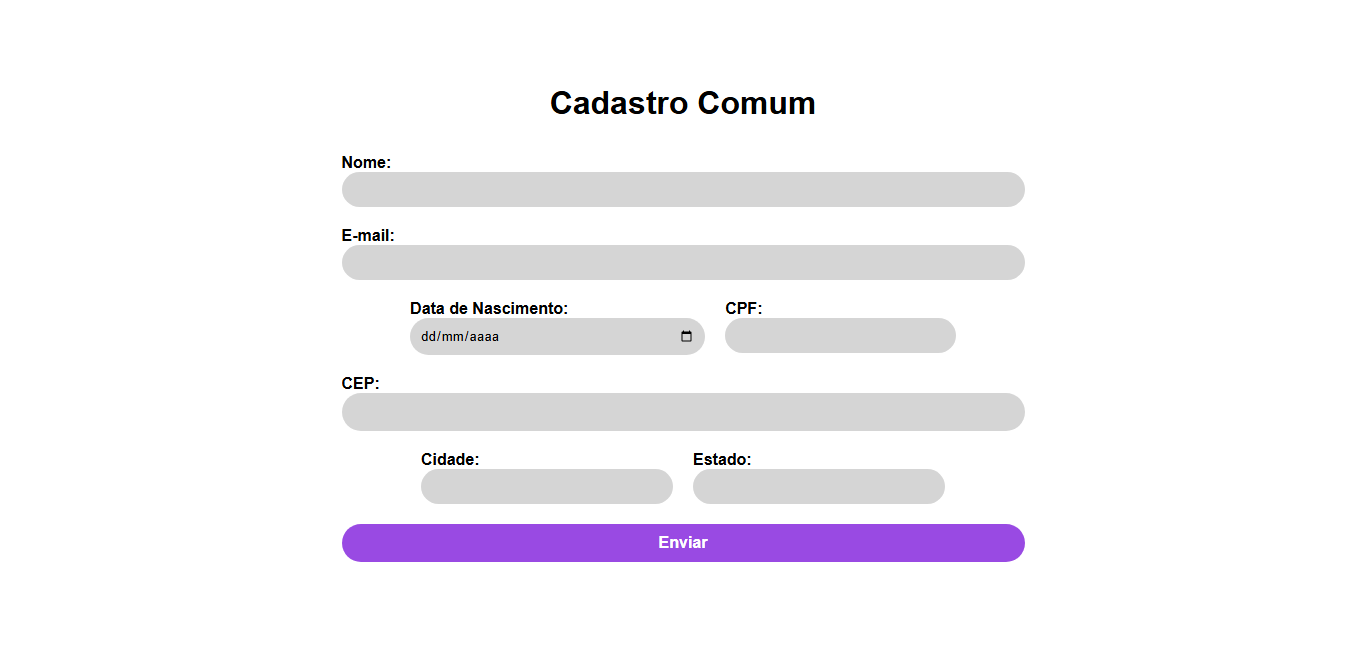 Cadastro Comum
Nome:
E-mail:
Data de Nascimento: CPF:
dd/mm/aaaa
CEP:
Cidade: Estado:
Enviar